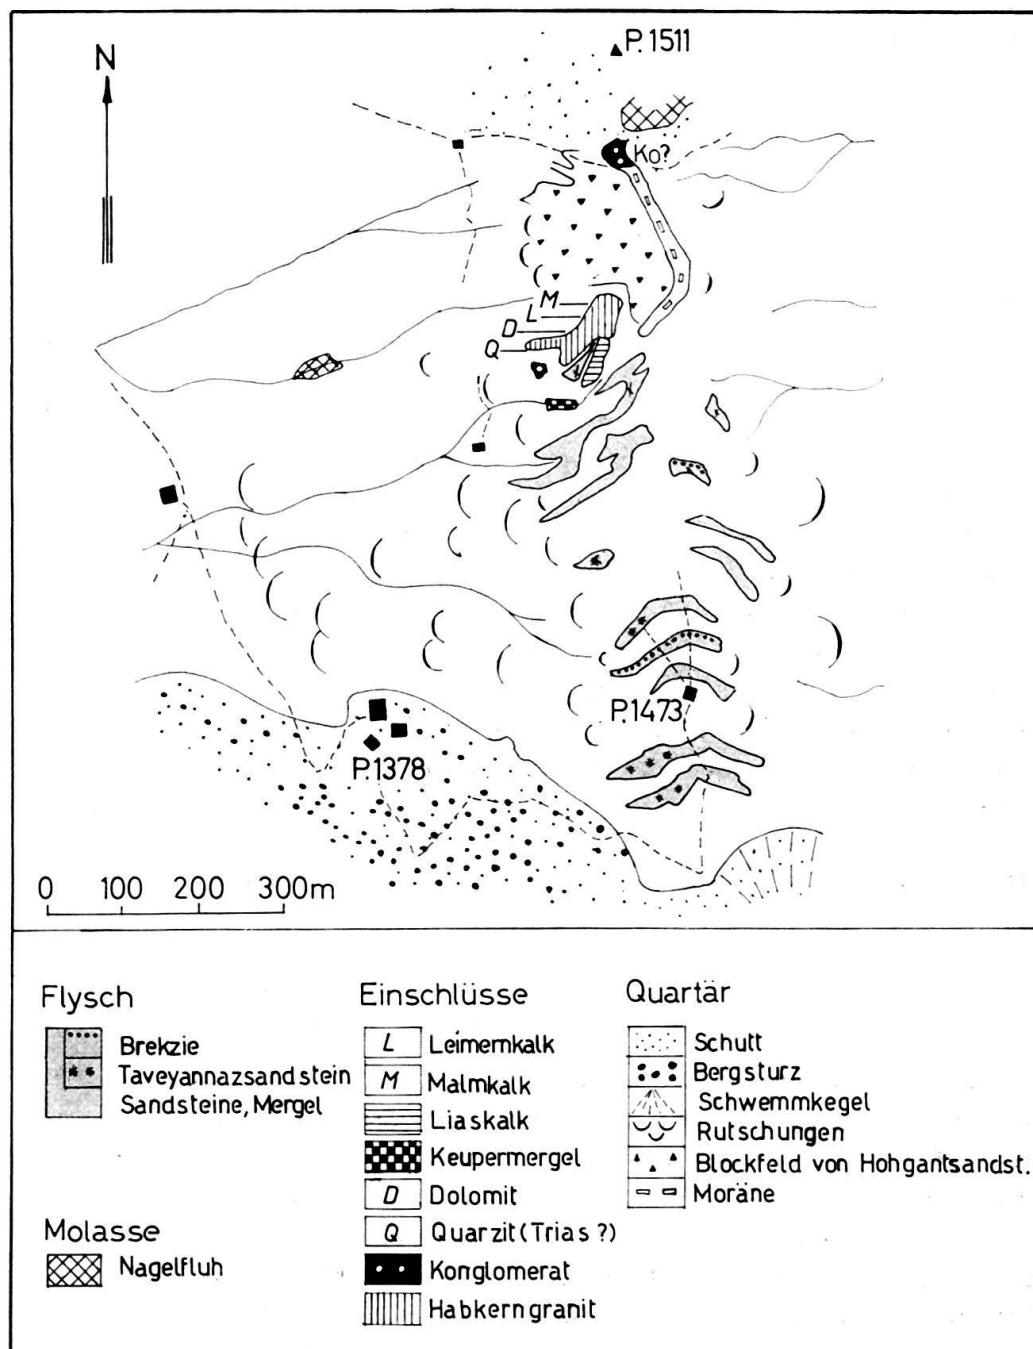 N
P.1511
Ko?
M
L
D
Q
P.1473
P.1378
0 100 200 300m
Flysch
Brekzie
Taveyannazsandstein
Sandsteine, Mergel
Molasse
Nagelfluh
Einschlüsse
L Leimernkalk
M Malmkalk
Liaskalk
Keupermergel
D Dolomit
Q Quarzit (Trias ?)
Konglomerat
Habkerngranit
Quartär
Schutt
Bergsturz
Schwemmkegel
Rutschungen
Blockfeld von Hohgantsandst.
Moräne